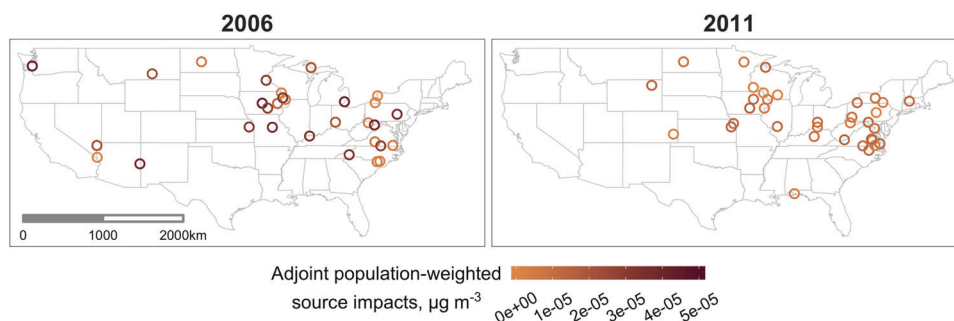 2006
2011
0 1000 2000km
Adjoint population-weighted
source impacts, µg m⁻³
0e+00 1e-05 2e-05 3e-05 4e-05 5e-05